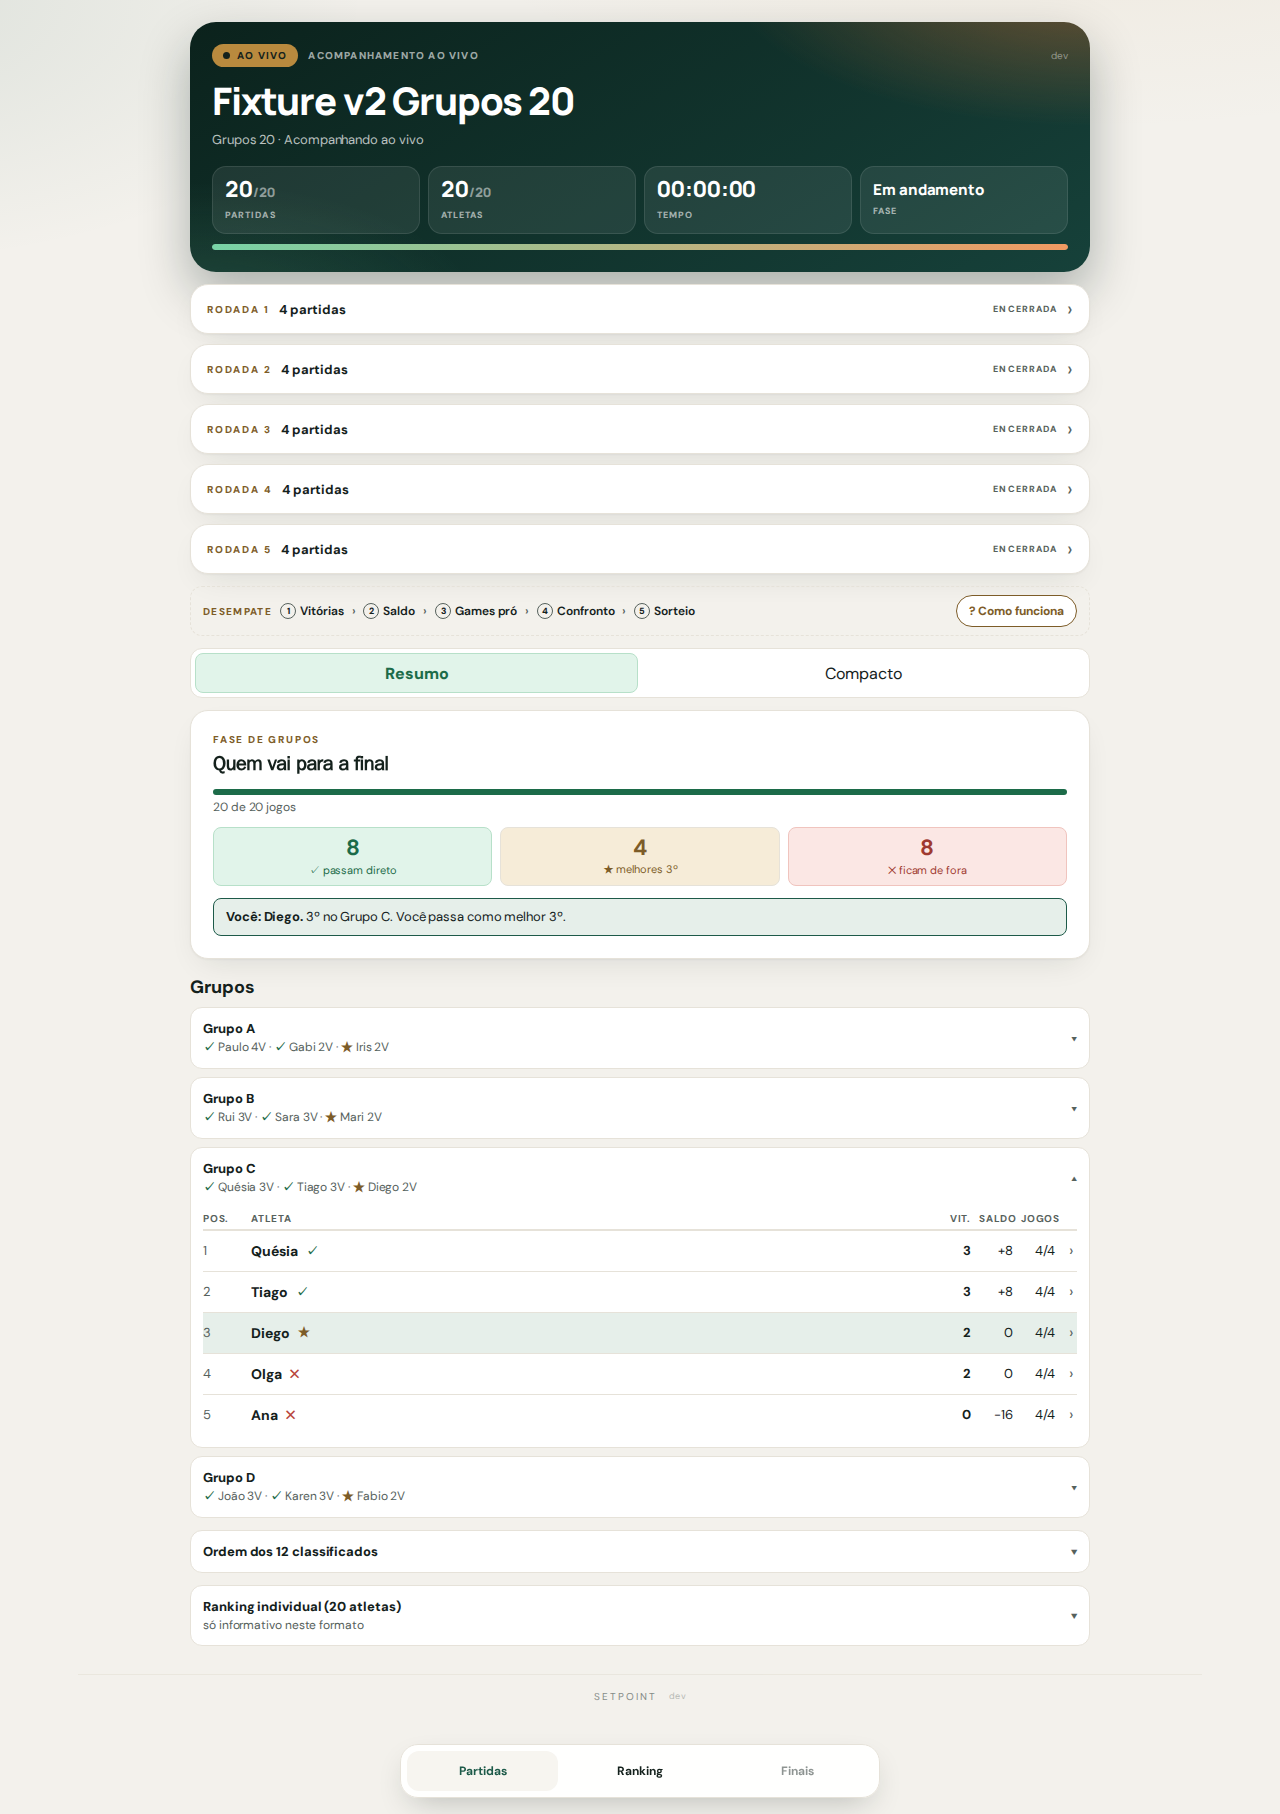 AO VIVO ACOMPANHAMENTO AO VIVO dev
Fixture v2 Grupos 20
Grupos 20 · Acompanhando ao vivo
20/20 20/20 00:00:00 Em andamento
PARTIDAS ATLETAS TEMPO FASE
RODADA 1 4 partidas ENCERRADA ›
RODADA 2 4 partidas ENCERRADA ›
RODADA 3 4 partidas ENCERRADA ›
RODADA 4 4 partidas ENCERRADA ›
RODADA 5 4 partidas ENCERRADA ›
DESEMPATE 1 Vitórias › 2 Saldo › 3 Games pró › 4 Confronto › 5 Sorteio ? Como funciona
Resumo Compacto
FASE DE GRUPOS
Quem vai para a final
20 de 20 jogos
8 4 8
✓ passam direto ★ melhores 3º ✕ ficam de fora
Você: Diego. 3º no Grupo C. Você passa como melhor 3º.
Grupos
Grupo A
✓ Paulo 4V · ✓ Gabi 2V · ★ Iris 2V ▾
Grupo B
✓ Rui 3V · ✓ Sara 3V · ★ Mari 2V ▾
Grupo C
✓ Quésia 3V · ✓ Tiago 3V · ★ Diego 2V ▴
POS. ATLETA VIT. SALDO JOGOS
1 Quésia ✓ 3 +8 4/4 ›
2 Tiago ✓ 3 +8 4/4 ›
3 Diego ★ 2 0 4/4 ›
4 Olga ✕ 2 0 4/4 ›
5 Ana ✕ 0 -16 4/4 ›
Grupo D
✓ João 3V · ✓ Karen 3V · ★ Fabio 2V ▾
Ordem dos 12 classificados ▾
Ranking individual (20 atletas)
só informativo neste formato ▾
SETPOINT dev
Partidas Ranking Finais